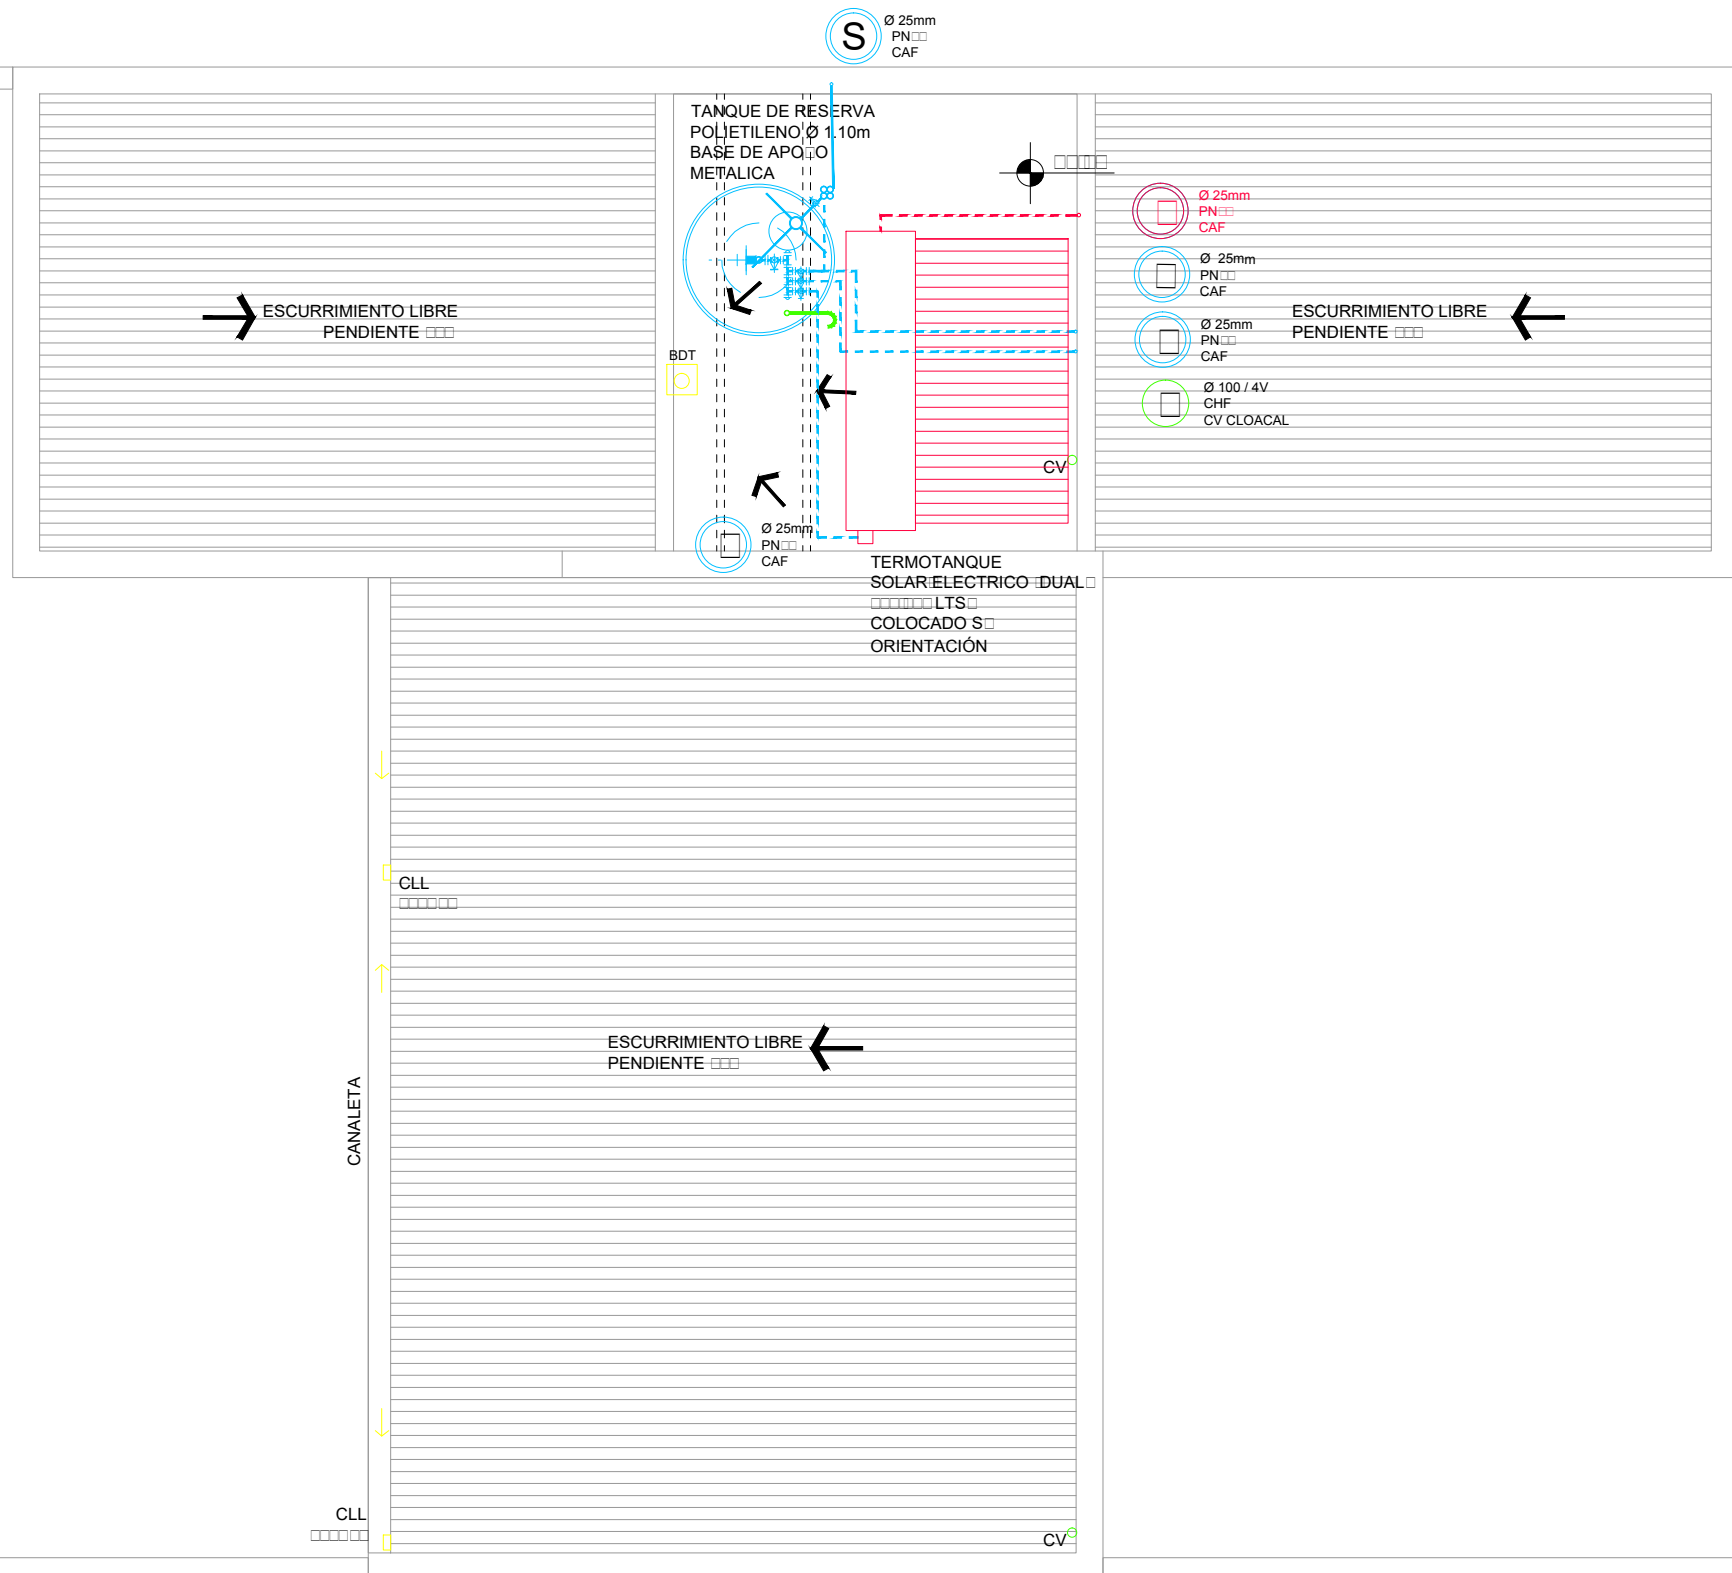 S
Ø 25mm
PN
CAF
TANQUE DE RESERVA
POLIETILENO Ø 1.10m
BASE DE APO□O
METALICA
Ø 25mm
PN
CAF
Ø 25mm
PN
CAF
Ø 25mm
PN
CAF
Ø 100 / 4V
CHF
CV CLOACAL
ESCURRIMIENTO LIBRE
PENDIENTE
ESCURRIMIENTO LIBRE
PENDIENTE
BDT
CV
Ø 25mm
PN
CAF
TERMOTANQUE
SOLAR ELECTRICO DUAL
LTS
COLOCADO S
ORIENTACIÓN
CLL
ESCURRIMIENTO LIBRE
PENDIENTE
CANALETA
CLL
CV